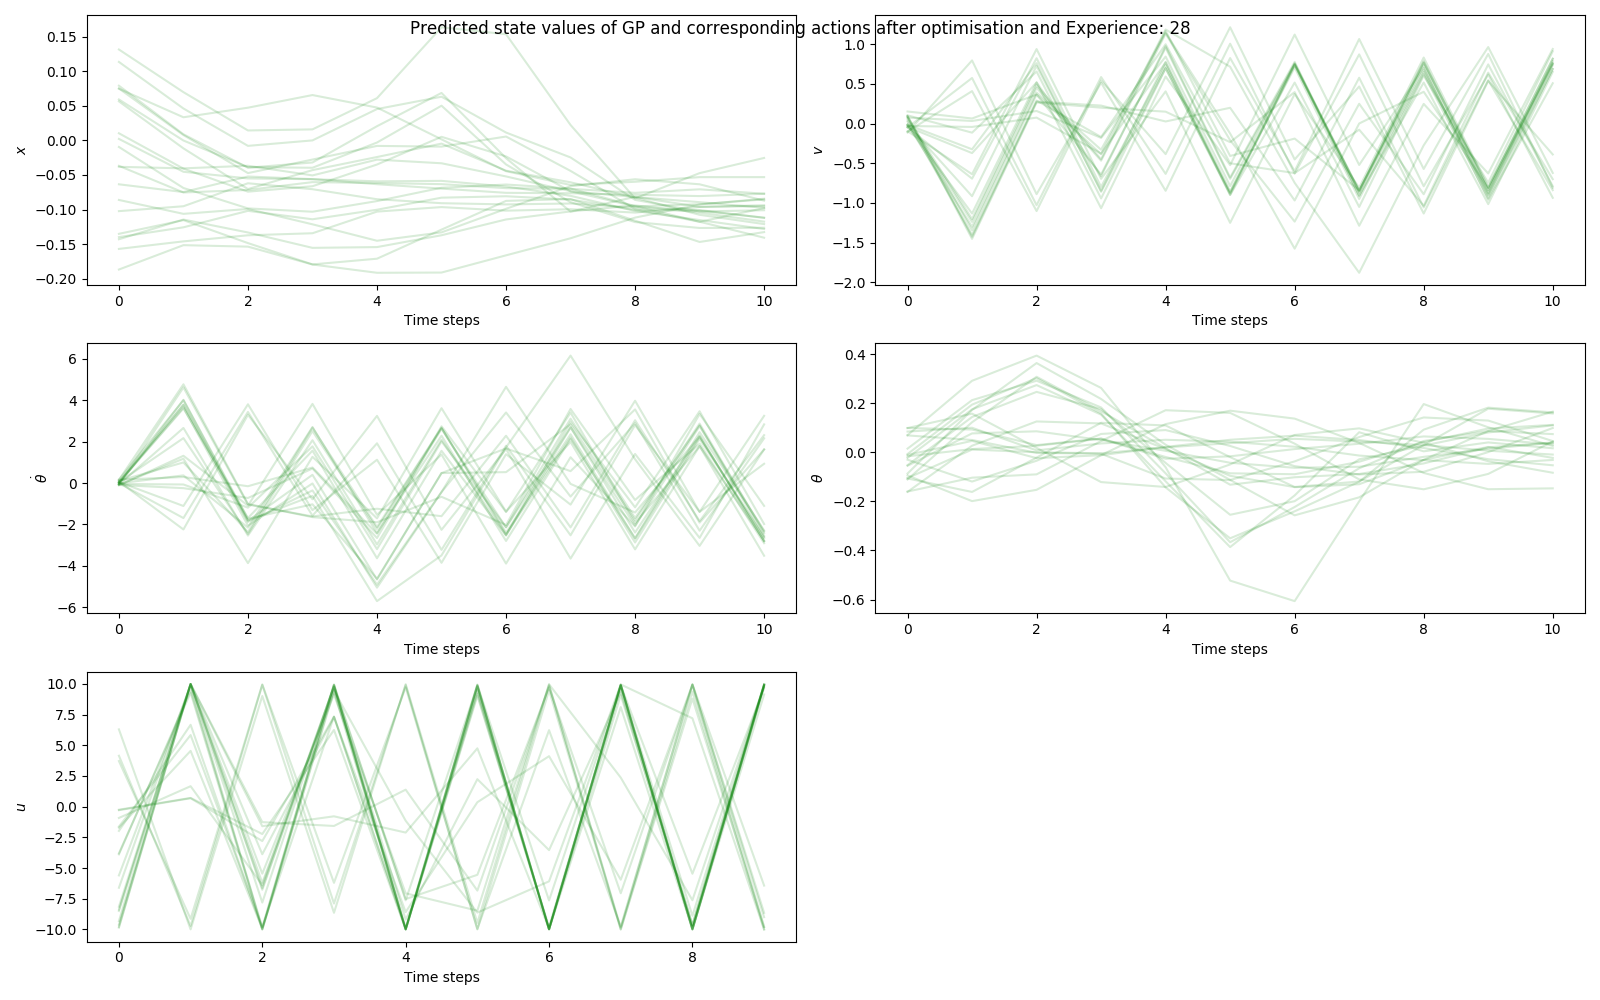 Predicted state values of GP and corresponding actions after optimisation and Experience: 28
0.15
0.10
0.05
0.00
−0.05
−0.10
−0.15
−0.20
x
0 2 4 6 8 10
Time steps
1.0
0.5
0.0
−0.5
−1.0
−1.5
−2.0
v
0 2 4 6 8 10
Time steps
6
4
2
0
−2
−4
−6
θ̇
0 2 4 6 8 10
Time steps
0.4
0.2
0.0
−0.2
−0.4
−0.6
θ
0 2 4 6 8 10
Time steps
10.0
7.5
5.0
2.5
0.0
−2.5
−5.0
−7.5
−10.0
u
0 2 4 6 8
Time steps